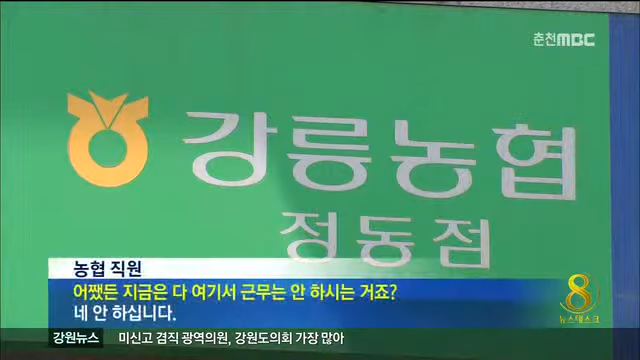 춘천MBC
강릉농협
정동점
농협 직원
어쨌든 지금은 다 여기서 근무는 안 하시는 거죠?
네 안 하십니다.
8
뉴스데스크
강원뉴스 미신고 겸직 광역의원, 강원도의회 가장 많아